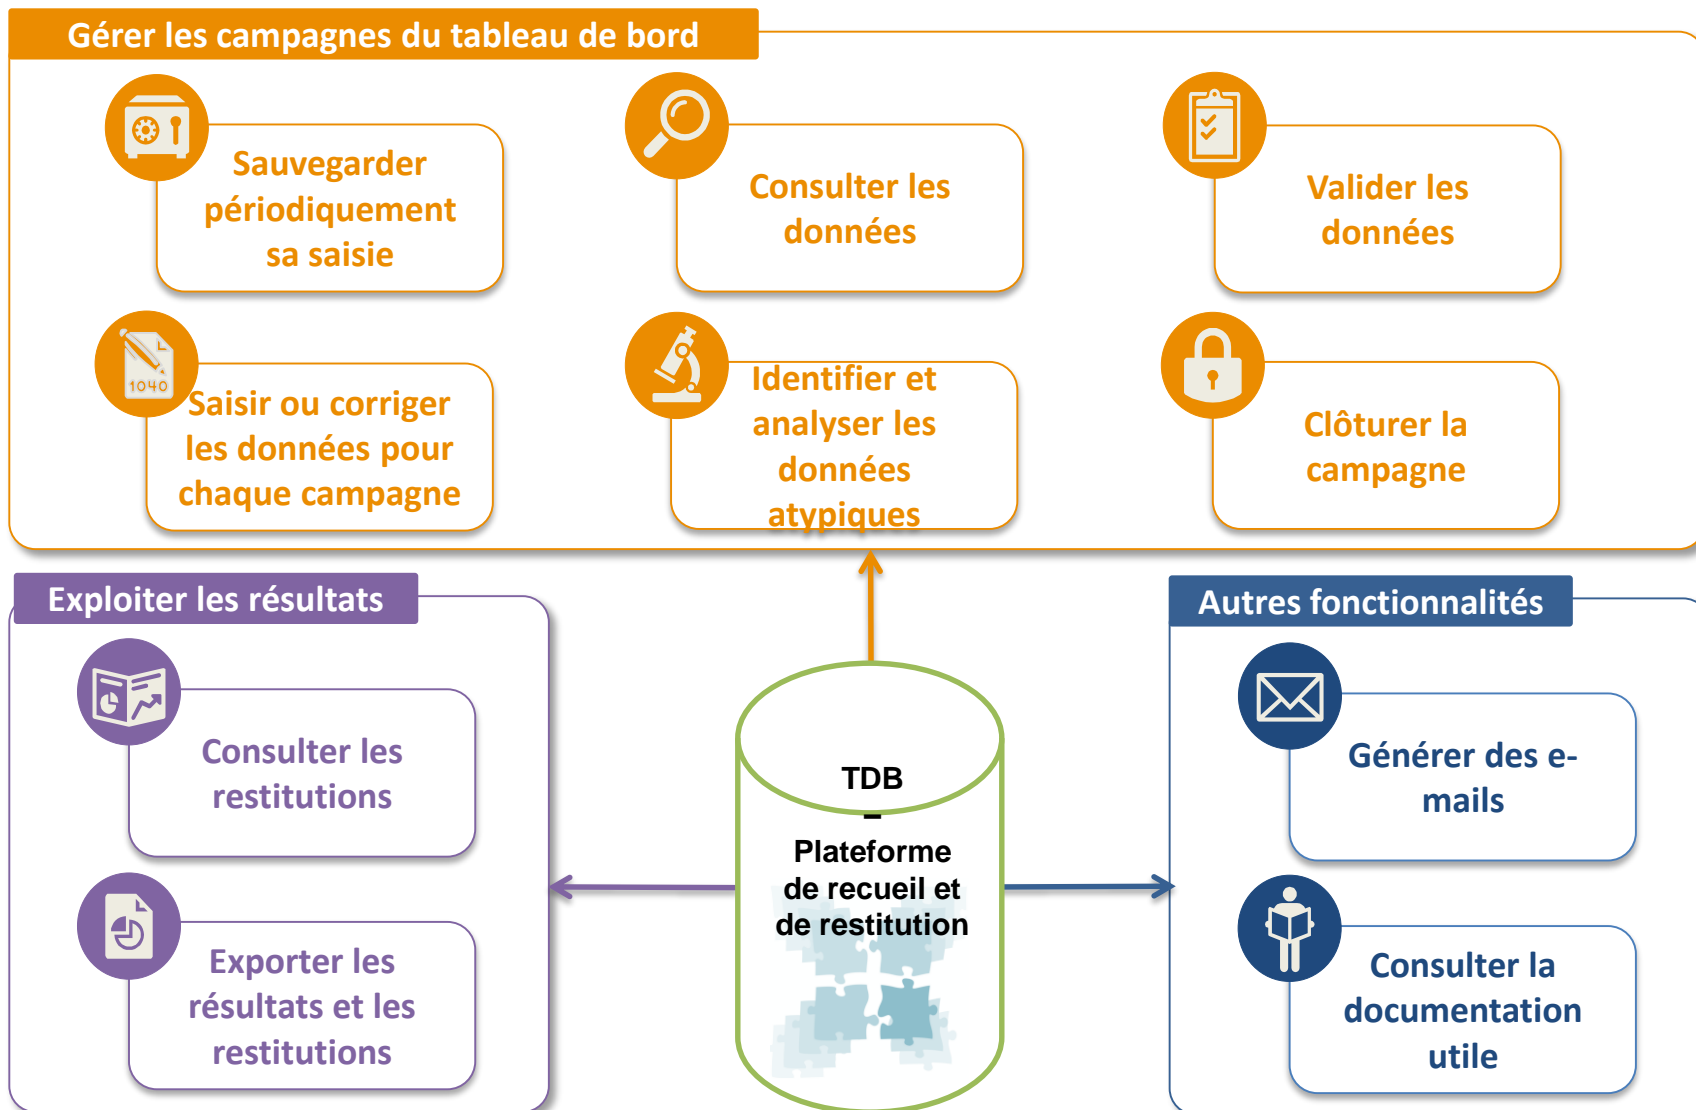 Gérer les campagnes du tableau de bord
Sauvegarder
périodiquement
sa saisie
Consulter les
données
Valider les
données
1040
Saisir ou corriger
les données pour
chaque campagne
Identifier et
analyser les
données
atypiques
Clôturer la
campagne
Exploiter les résultats
Consulter les
restitutions
Exporter les
résultats et les
restitutions
TDB
–
Plateforme
de recueil et
de restitution
Autres fonctionnalités
Générer des e-
mails
Consulter la
documentation
utile